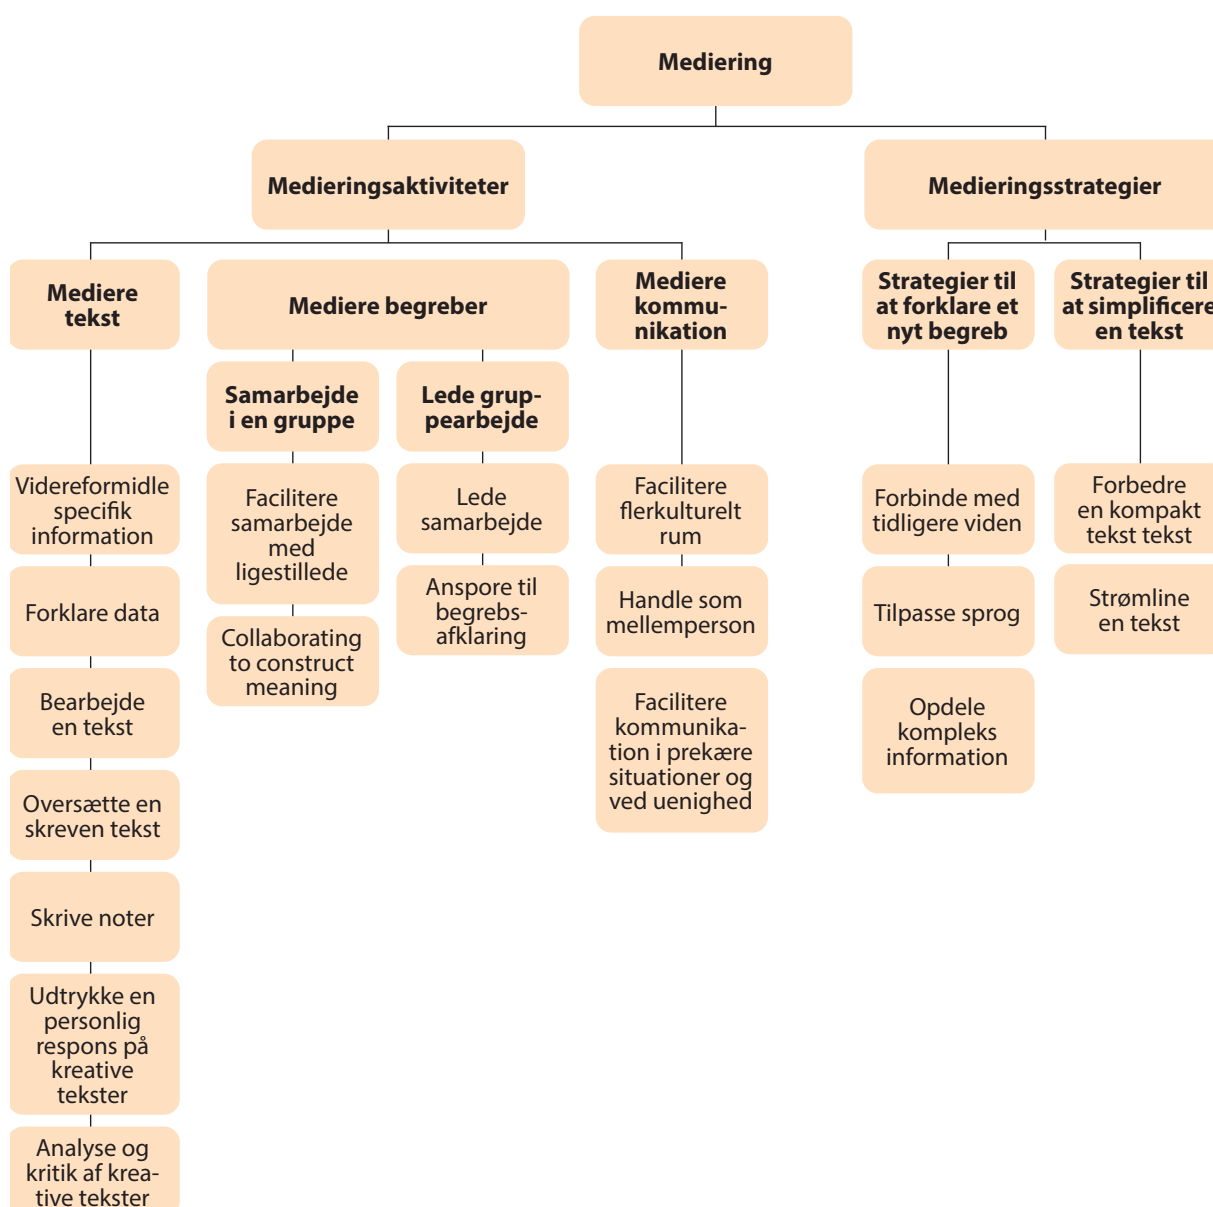 Mediering
Medieringsaktiviteter
Medieringsstrategier
Mediere
tekst
Mediere begreber
Mediere
kommu-
nikation
Strategier til
at forklare et
nyt begreb
Strategier til
at simplificere
en tekst
Samarbejde
i en gruppe
Lede grup-
pearbejde
Videreformidle
specifik
information
Forklare data
Bearbejde
en tekst
Oversætte en
skreven tekst
Skrive noter
Udtrykke en
personlig
respons på
kreative
tekster
Analyse og
kritik af krea-
tive tekster
Facilitere
samarbejde
med
ligestillede
Collaborating
to construct
meaning
Lede
samarbejde
Anspore til
begrebs-
afklaring
Facilitere
flerkulturelt
rum
Handle som
mellemperson
Facilitere
kommunika-
tion i prekære
situationer og
ved uenighed
Forbinde med
tidligere viden
Tilpasse sprog
Opdele
kompleks
information
Forbedre
en kompakt
tekst tekst
Strømline
en tekst